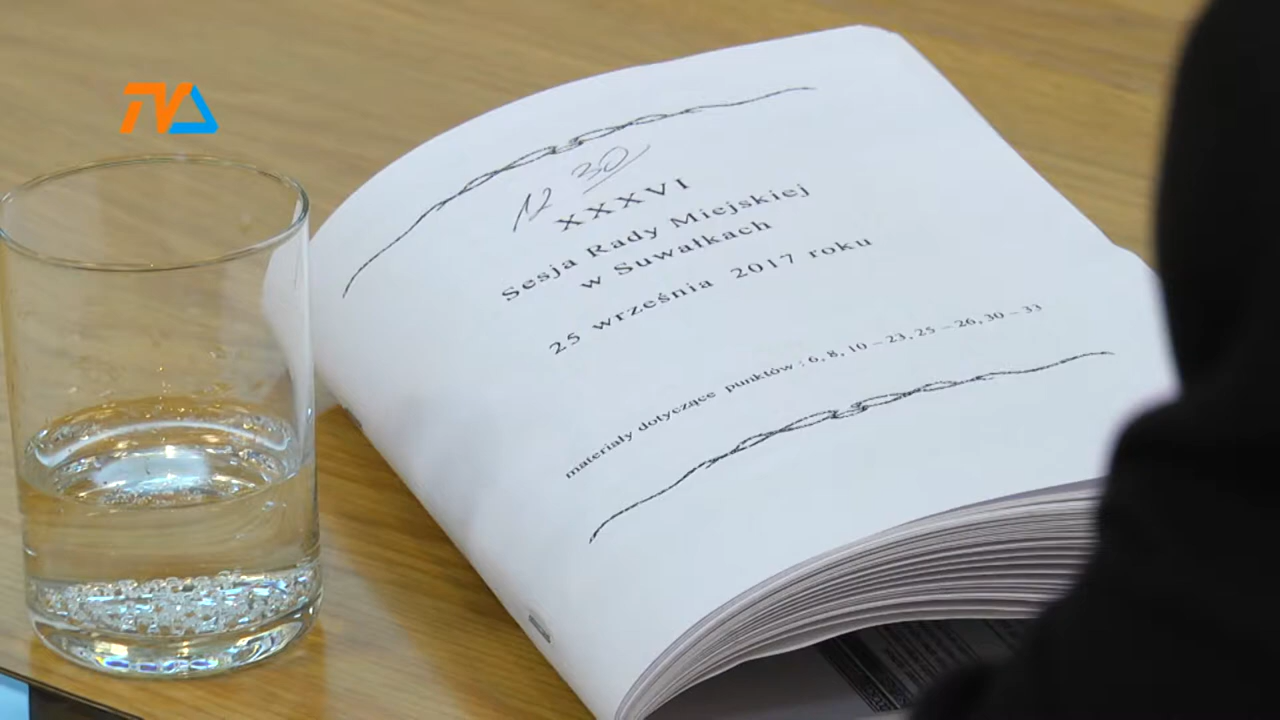 TVA
12 30
XXXVI
Sesja Rady Miejskiej
w Suwałkach
25 września 2017 roku
materiały dotyczące punktów : 6, 8, 10 – 23, 25 – 26, 30 – 33